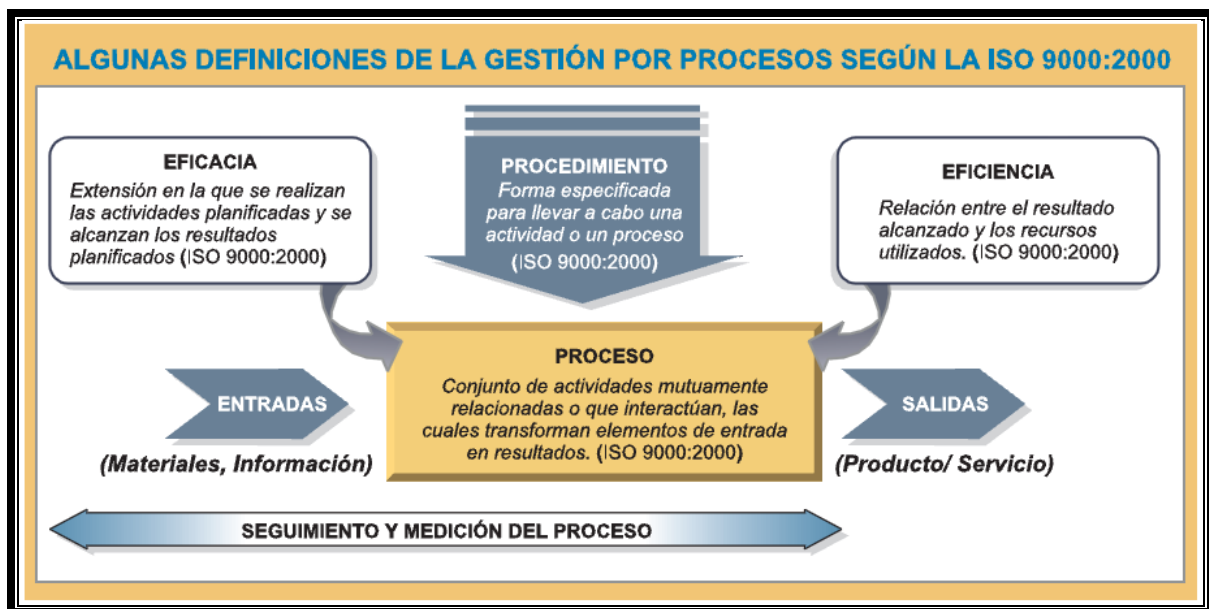 ALGUNAS DEFINICIONES DE LA GESTIÓN POR PROCESOS SEGÚN LA ISO 9000:2000
EFICACIA
Extensión en la que se realizan
las actividades planificadas y se
alcanzan los resultados
planificados (ISO 9000:2000)
PROCEDIMIENTO
Forma especificada
para llevar a cabo una
actividad o un proceso
(ISO 9000:2000)
EFICIENCIA
Relación entre el resultado
alcanzado y los recursos
utilizados. (ISO 9000:2000)
ENTRADAS
(Materiales, Información)
PROCESO
Conjunto de actividades mutuamente
relacionadas o que interactúan, las
cuales transforman elementos de entrada
en resultados. (ISO 9000:2000)
SALIDAS
(Producto/ Servicio)
SEGUIMIENTO Y MEDICIÓN DEL PROCESO